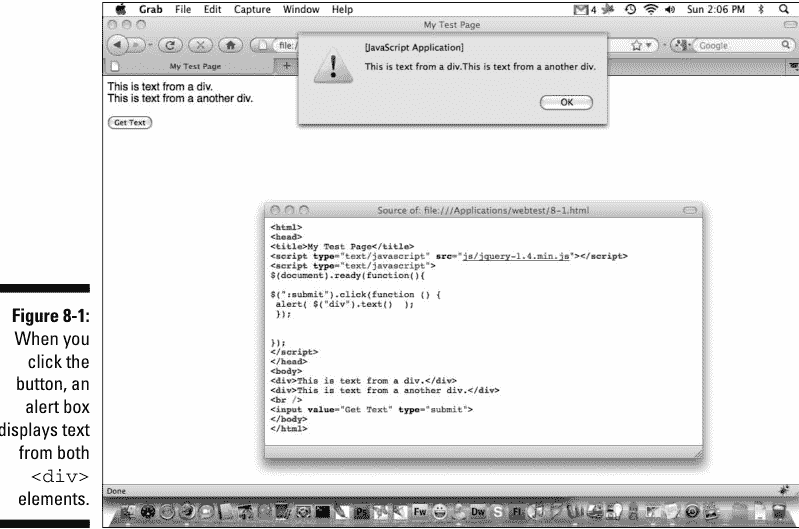 Grab File Edit Capture Window Help 4 Sun 2:06 PM
My Test Page
file:/
Google
My Test Page
[JavaScript Application]
This is text from a div.This is text from a another div.
OK
This is text from a div.
This is text from a another div.
Get Text
Source of: file:///Applications/webtest/8-1.html
<html>
<head>
<title>My Test Page</title>
<script type="text/javascript" src="js/jquery-1.4.min.js"></script>
<script type="text/javascript">
$(document).ready(function(){
$(":submit").click(function () {
alert( $("div").text() );
});
});
</script>
</head>
<body>
<div>This is text from a div.</div>
<div>This is text from a another div.</div>
<br />
<input value="Get Text" type="submit">
</body>
</html>
Figure 8-1:
When you
click the
button, an
alert box
displays text
from both
<div>
elements.
Done
Ps
Fw
Dw
S
Fl